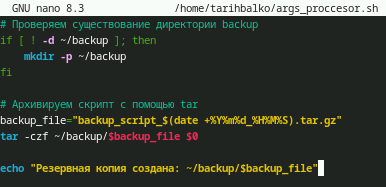 GNU nano 8.3 /home/tarihbalko/args_proccesor.sh
# Проверяем существование директории backup
if [ ! -d ~/backup ]; then
    mkdir -p ~/backup
fi
# Архивируем скрипт с помощью tar
backup_file="backup_script_$(date +%Y%m%d_%H%M%S).tar.gz"
tar -czf ~/backup/$backup_file $0
echo "Резервная копия создана: ~/backup/$backup_file"